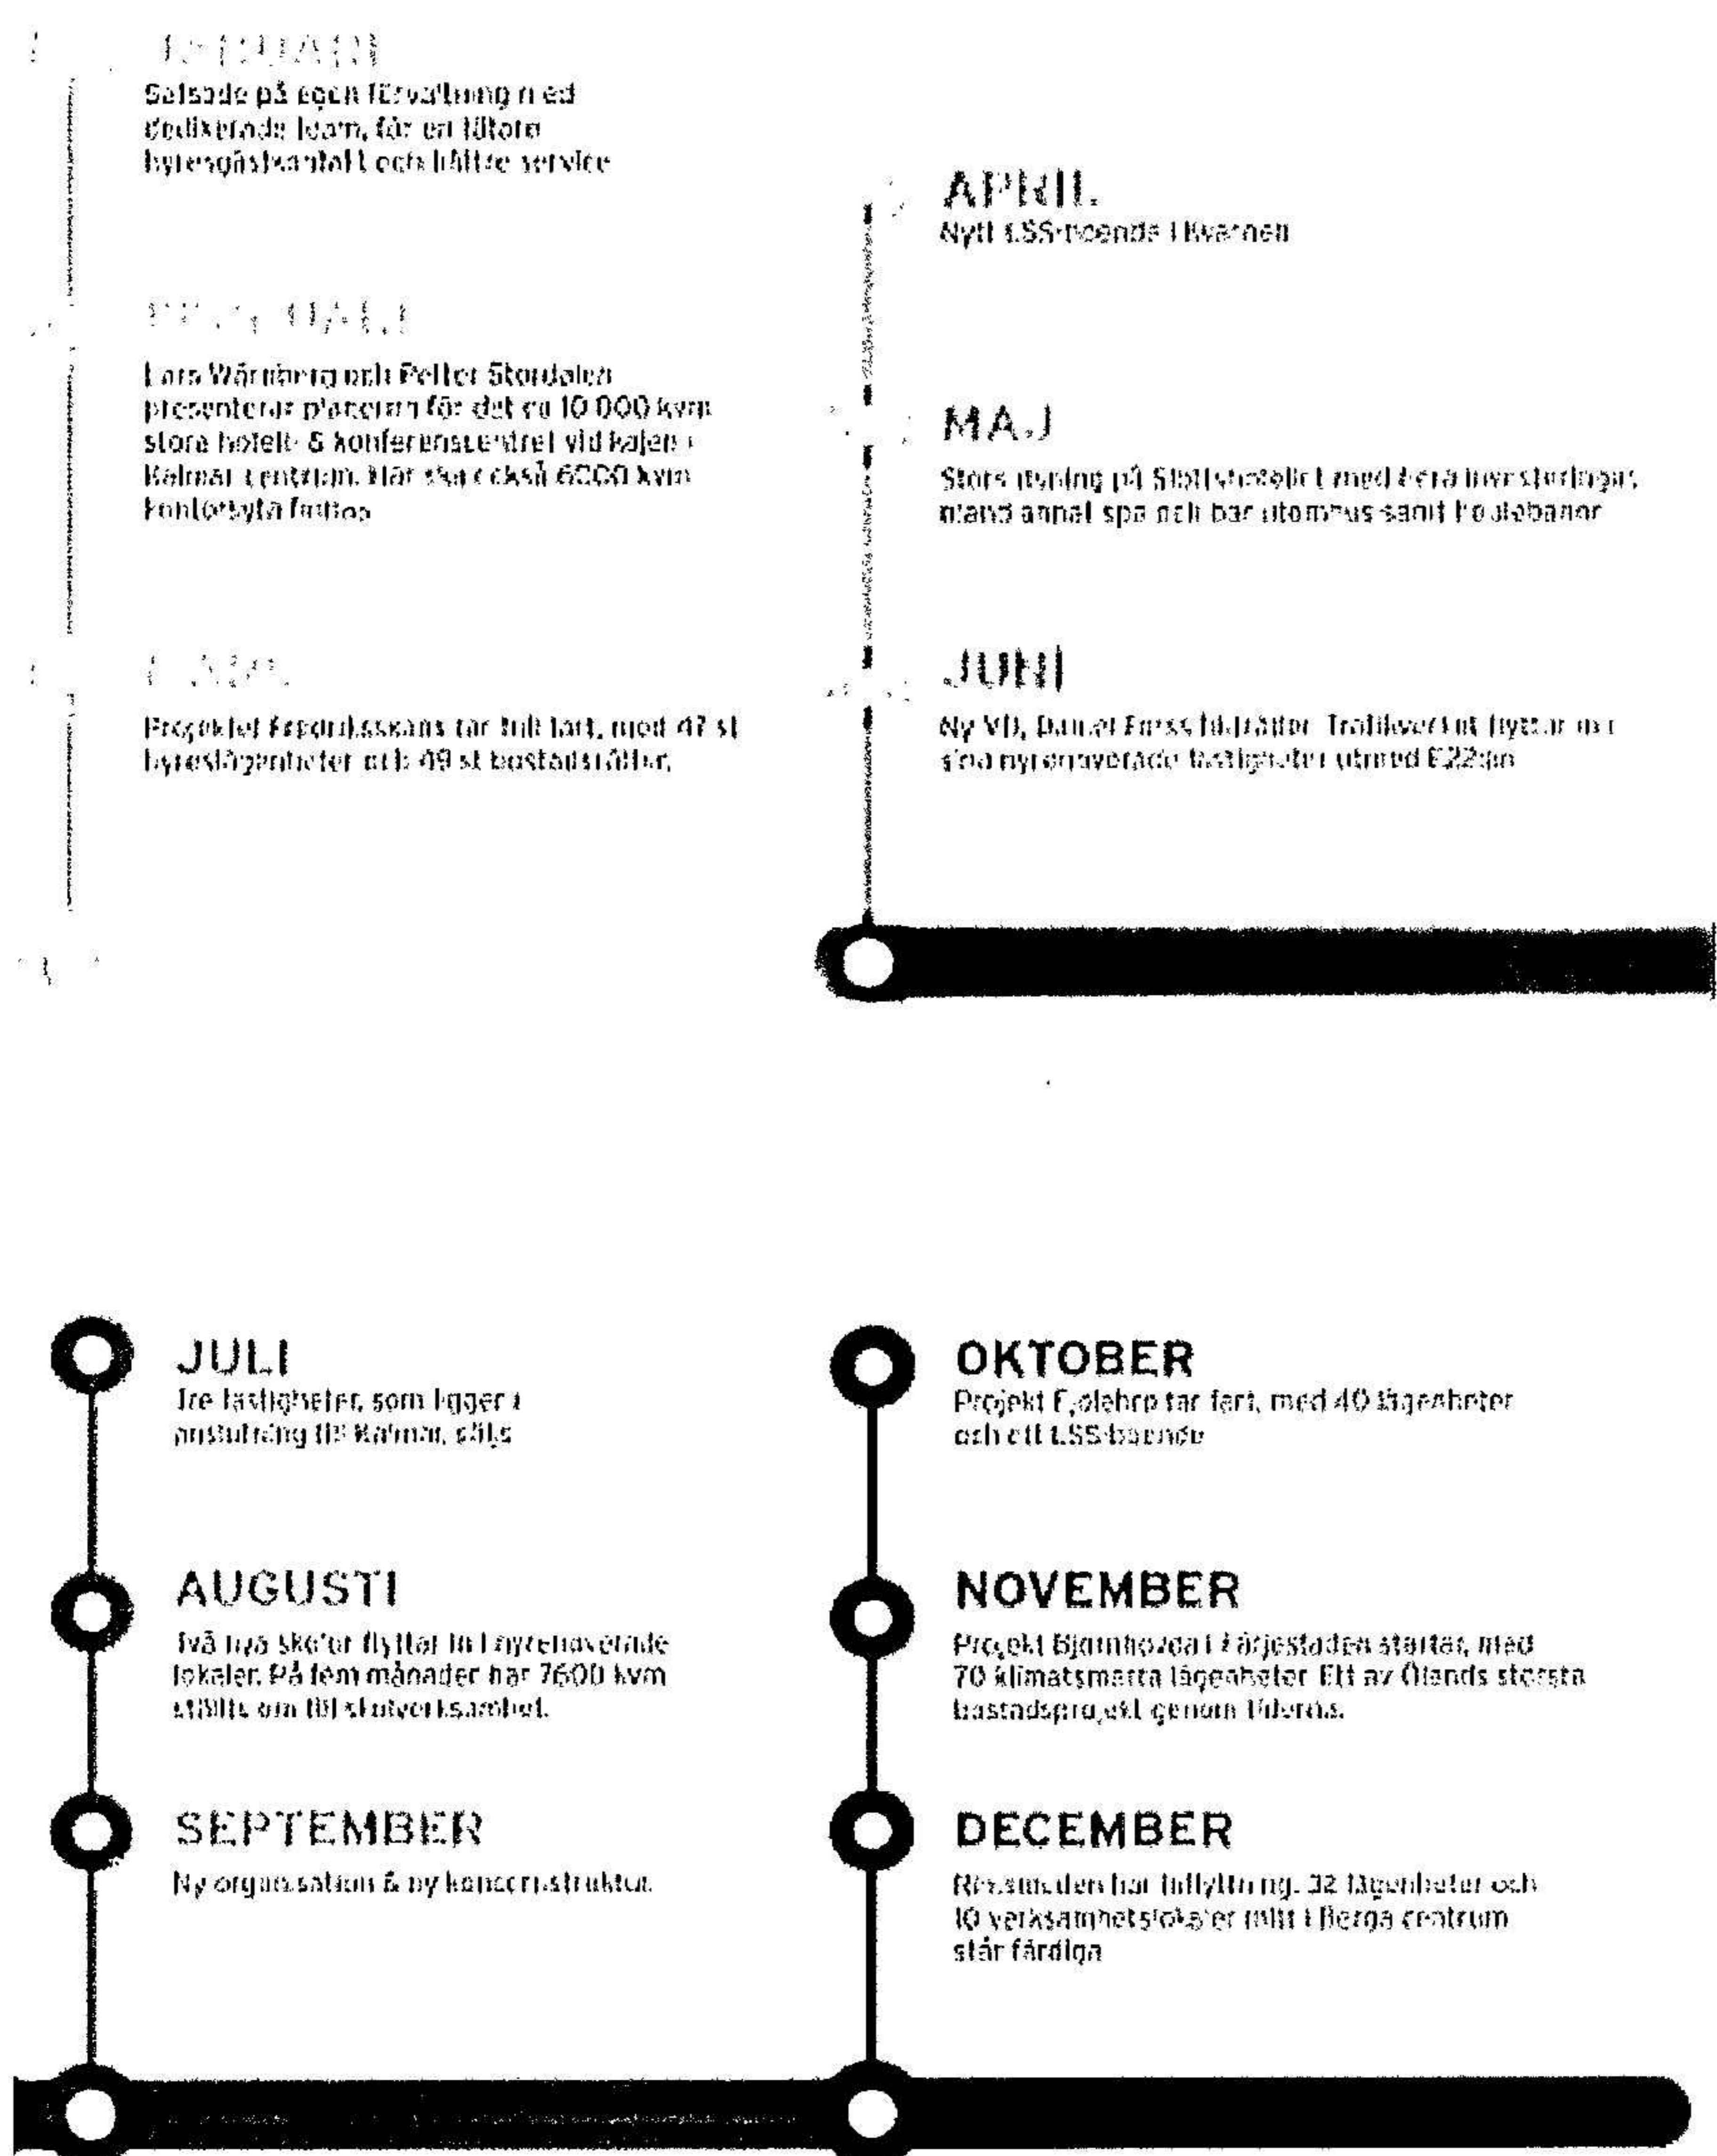 JANUARI
Satsade på egen förvaltning med
dedikerade team, för en tätare
hyresgästkontakt och bättre service
FEBRUARI
Lars Wärnberg och Petter Stordalen
presenterar planerna för det ca 10 000 kvm
stora hotell- & konferenscentret vid kajen i
Kalmar centrum. Här ska också 6000 kvm
kontorsyta
MARS
Projektet Fredriksskans tar full fart, med 47 st
hyreslägenheter och 49 st bostadsrätter.
APRIL
Nytt LSS-boende i Kvarnen
MAJ
på Slottshotellet med flera investeringar,
bland annat spa och bar utomhus samt boulebanor
JUNI
Ny VD, Daniel tillträder. Trafikverket flyttar in i
sina nyrenoverade fastigheter utmed E22:an
JULI
Tre fastigheter, som ligger i
anslutning till Kalmar, säljs
AUGUSTI
Två nya skolor flyttar in i nyrenoverade
lokaler. På fem månader har 7600 kvm
ställts om till skolverksamhet.
SEPTEMBER
Ny organisation & ny koncernstruktur.
OKTOBER
Projekt Fjölebro tar fart, med 40 lägenheter
och ett LSS-boende
NOVEMBER
Projekt Björnhovda i Färjestaden startar, med
70 klimatsmarta lägenheter. Ett av Ölands största
bostadsprojekt genom tiderna.
DECEMBER
har inflyttning. 32 lägenheter och
10 verksamhetslokaler mitt i Berga centrum
står färdiga